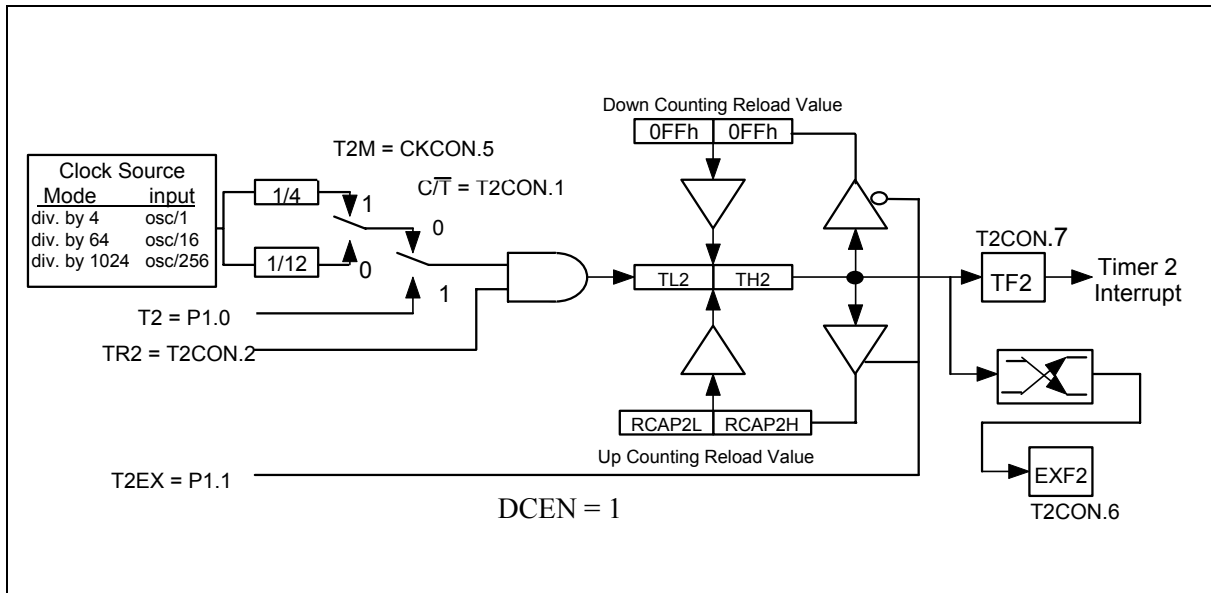 Down Counting Reload Value
0FFh 0FFh
T2M = CKCON.5
C/T̅ = T2CON.1
Clock Source
Mode input
div. by 4 osc/1
div. by 64 osc/16
div. by 1024 osc/256
1/4
1
0
1/12
0
1
T2 = P1.0
TR2 = T2CON.2
TL2 TH2
T2CON.7
TF2
Timer 2
Interrupt
RCAP2L RCAP2H
Up Counting Reload Value
T2EX = P1.1
EXF2
T2CON.6
DCEN = 1